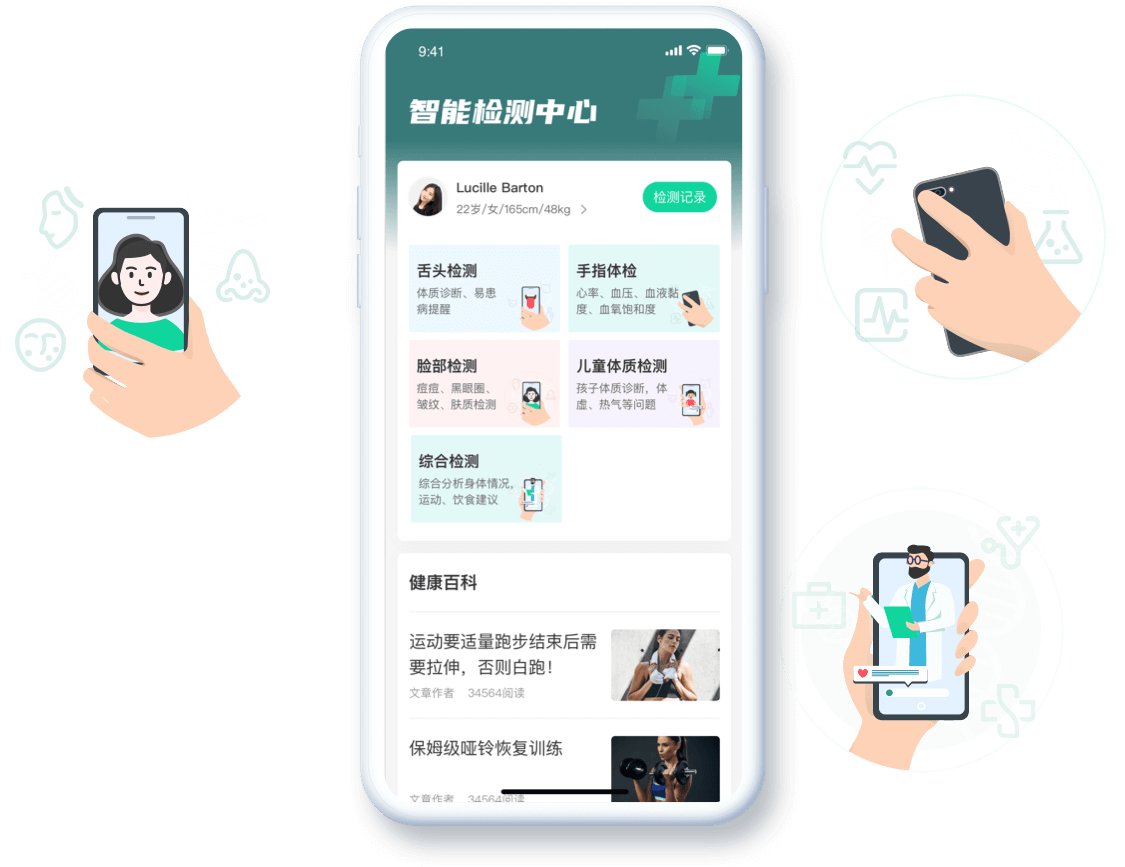 9:41
智能检测中心
Lucille Barton
22岁/女/165cm/48kg
检测记录
舌头检测
体质诊断、易患
病提醒
手指体检
心率、血压、血液黏
度、血氧饱和度
脸部检测
痘痘、黑眼圈、
皱纹、肤质检测
儿童体质检测
孩子体质诊断，体
虚、热气等问题
综合检测
综合分析身体情况，
运动、饮食建议
健康百科
运动要适量跑步结束后需
要拉伸，否则白跑！
文章作者 34564阅读
保姆级哑铃恢复训练
文章作者 34564阅读